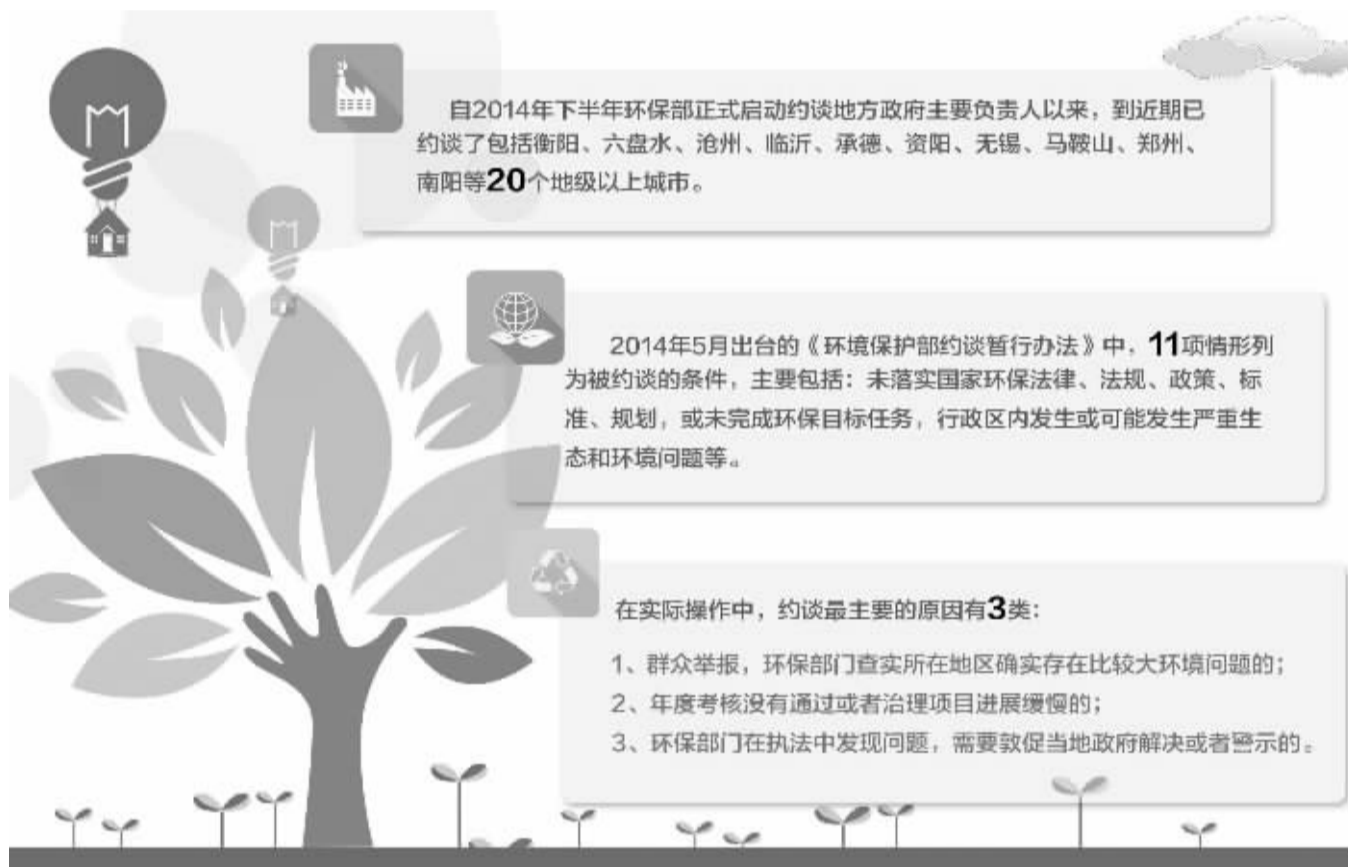 自2014年下半年环保部正式启动约谈地方政府主要负责人以来，到近期已
约谈了包括衡阳、六盘水、沧州、临沂、承德、资阳、无锡、马鞍山、郑州、
南阳等20个地级以上城市。
2014年5月出台的《环境保护部约谈暂行办法》中，11项情形列
为被约谈的条件，主要包括：未落实国家环保法律、法规、政策、标
准、规划，或未完成环保目标任务，行政区内发生或可能发生严重生
态和环境问题等。
在实际操作中，约谈最主要的原因有3类：
1、群众举报，环保部门查实所在地区确实存在比较大环境问题的；
2、年度考核没有通过或者治理项目进展缓慢的；
3、环保部门在执法中发现问题，需要敦促当地政府解决或者警示的。